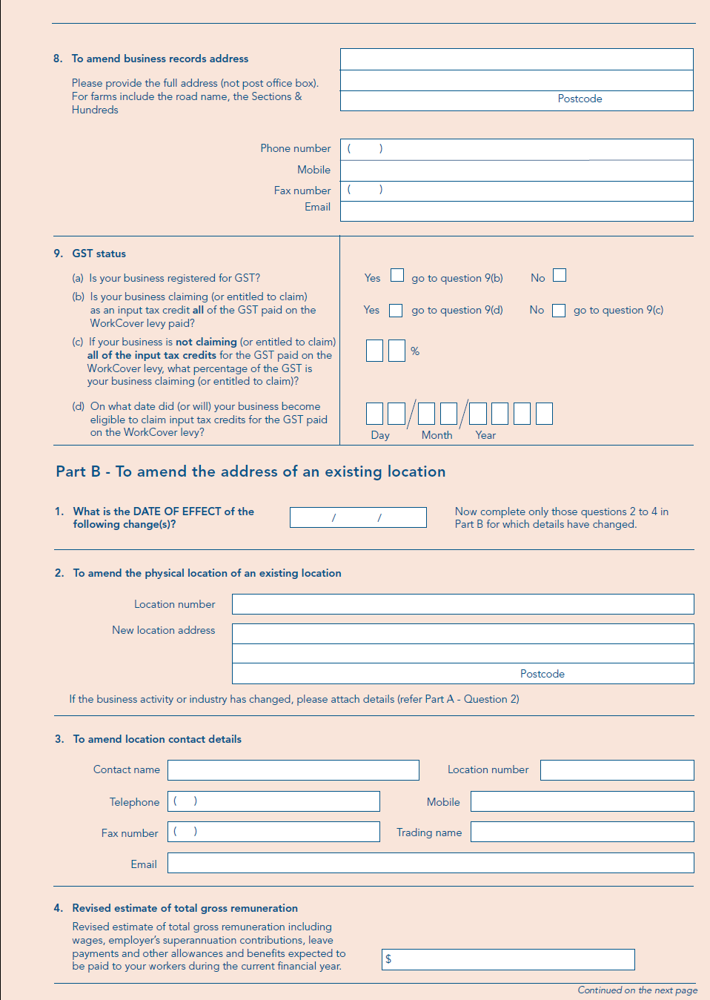 8. To amend business records address
Please provide the full address (not post office box).
For farms include the road name, the Sections &
Hundreds
Postcode
Phone number ( )
Mobile
Fax number ( )
Email
9. GST status
(a) Is your business registered for GST? Yes go to question 9(b) No
(b) Is your business claiming (or entitled to claim)
as an input tax credit all of the GST paid on the Yes go to question 9(d) No go to question 9(c)
WorkCover levy paid?
(c) If your business is not claiming (or entitled to claim)
all of the input tax credits for the GST paid on the %
WorkCover levy, what percentage of the GST is
your business claiming (or entitled to claim)?
(d) On what date did (or will) your business become
eligible to claim input tax credits for the GST paid / /
on the WorkCover levy? Day Month Year
Part B - To amend the address of an existing location
1. What is the DATE OF EFFECT of the
following change(s)?
/ /
Now complete only those questions 2 to 4 in
Part B for which details have changed.
2. To amend the physical location of an existing location
Location number
New location address
Postcode
If the business activity or industry has changed, please attach details (refer Part A - Question 2)
3. To amend location contact details
Contact name Location number
Telephone ( ) Mobile
Fax number ( ) Trading name
Email
4. Revised estimate of total gross remuneration
Revised estimate of total gross remuneration including
wages, employer's superannuation contributions, leave
payments and other allowances and benefits expected to
be paid to your workers during the current financial year.
$
Continued on the next page